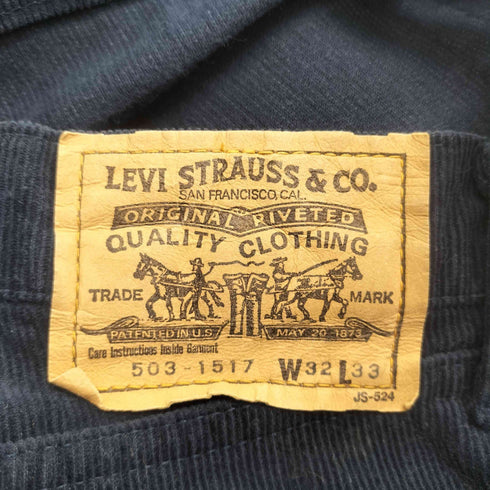 LEVI STRAUSS & CO.
SAN FRANCISCO, CAL.
ORIGINAL RIVETED
QUALITY CLOTHING
TRADE MARK
PATENTED IN U.S. MAY 20 1873
Care Instructions Inside Garment
503-1517 W32 L33
JS-524